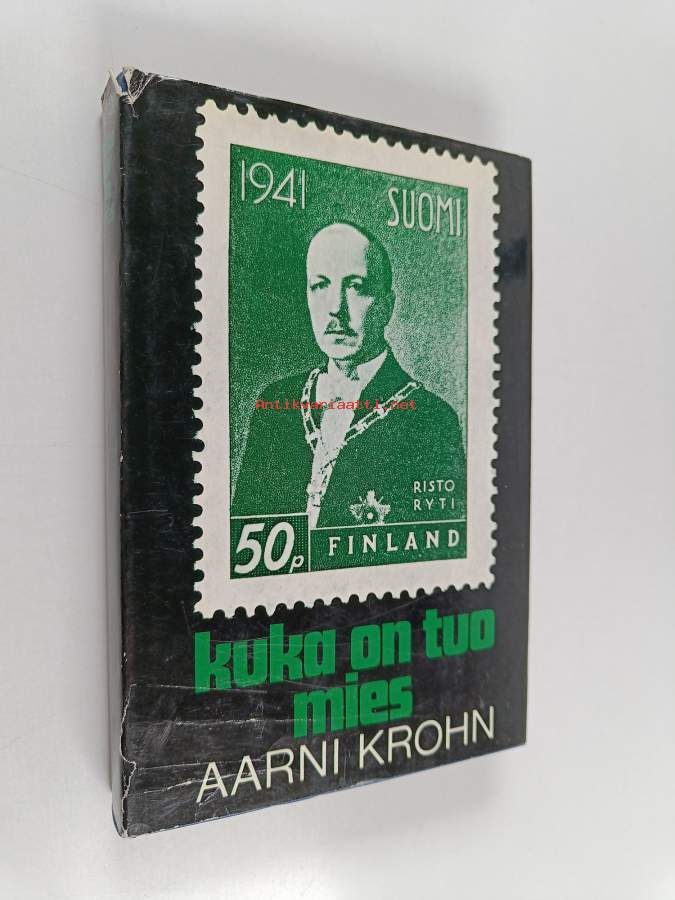 1941 SUOMI
Antikvariaatti.net
RISTO
RYTI
50p FINLAND
kuka on tuo
mies
AARNI KROHN